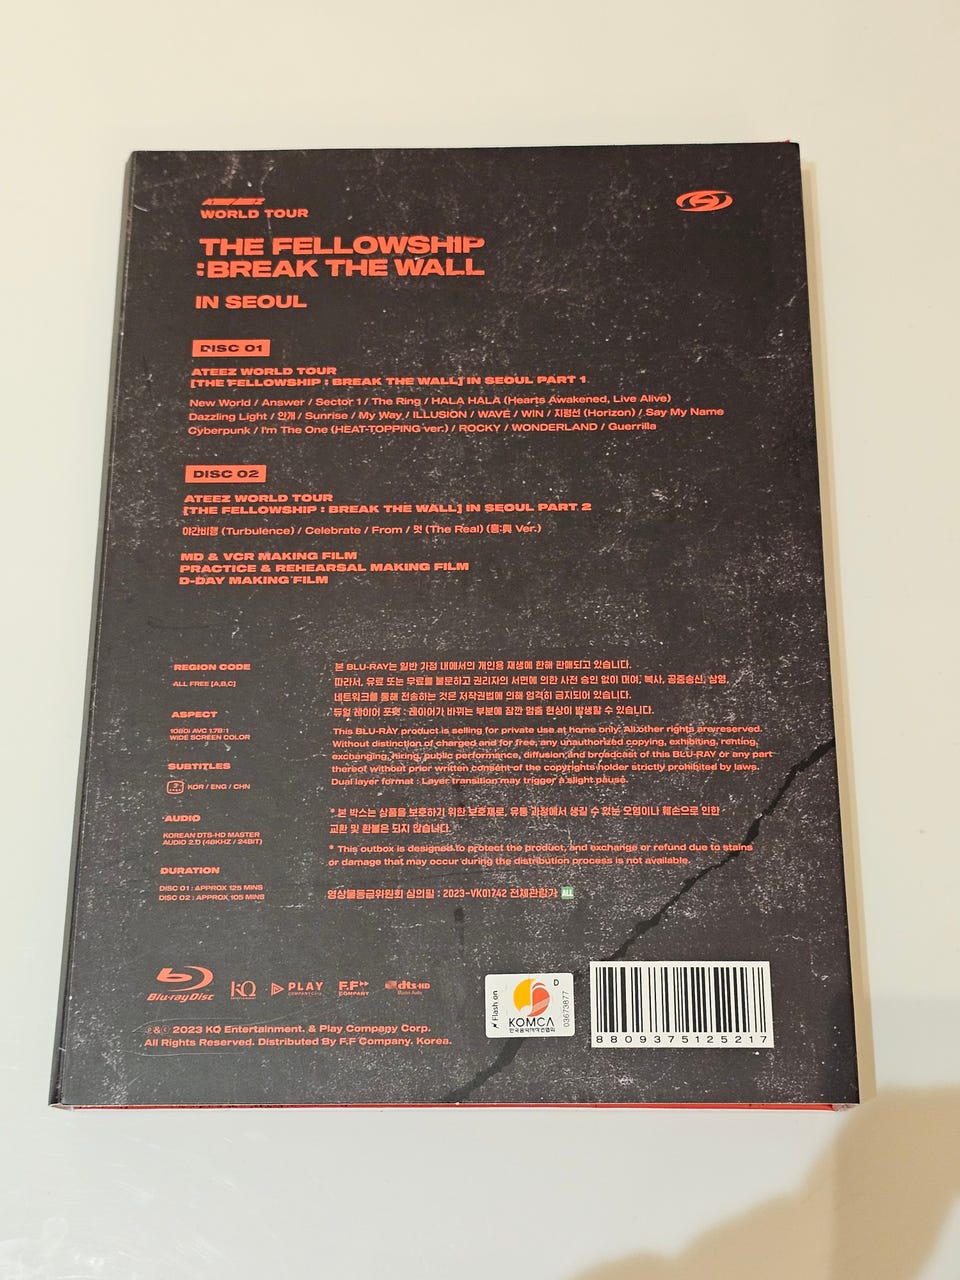 ATEEZ
WORLD TOUR
THE FELLOWSHIP
: BREAK THE WALL
IN SEOUL
DISC 01
ATEEZ WORLD TOUR
[THE FELLOWSHIP : BREAK THE WALL] IN SEOUL PART 1
New World / Answer / Sector 1 / The Ring / HALA HALA (Hearts Awakened, Live Alive)
Dazzling Light / 안개 / Sunrise / My Way / ILLUSION / WAVE / WIN / 지평선 (Horizon) / Say My Name
Cyberpunk / I'm The One (HEAT-TOPPING ver.) / ROCKY / WONDERLAND / Guerrilla
DISC 02
ATEEZ WORLD TOUR
[THE FELLOWSHIP : BREAK THE WALL] IN SEOUL PART 2
야간비행 (Turbulence) / Celebrate / From / 멋 (The Real) (흥:興 Ver.)
MD & VCR MAKING FILM
PRACTICE & REHEARSAL MAKING FILM
D-DAY MAKING FILM
REGION CODE
ALL FREE [A,B,C]
ASPECT
1080i AVC 1.78:1
WIDE SCREEN COLOR
SUBTITLES
KOR / ENG / CHN
AUDIO
KOREAN DTS-HD MASTER
AUDIO 2.0 (48KHZ / 24BIT)
DURATION
DISC 01 : APPROX 125 MINS
DISC 02 : APPROX 105 MINS
본 BLU-RAY는 일반 가정 내에서의 개인용 재생에 한해 판매되고 있습니다.
따라서, 유료 또는 무료를 불문하고 권리자의 서면에 의한 사전 승인 없이 대여, 복사, 공중송신, 상영,
네트워크를 통해 전송하는 것은 저작권법에 의해 엄격히 금지되어 있습니다.
듀얼 레이어 포맷 : 레이어가 바뀌는 부분에 잠깐 멈춤 현상이 발생할 수 있습니다.
This BLU-RAY product is selling for private use at home only. All other rights are reserved.
Without distinction of charged and for free, any unauthorized copying, exhibiting, renting,
exchanging, hiring, public performance, diffusion and broadcast of this BLU-RAY or any part
thereof without prior written consent of the copyrights holder strictly prohibited by laws.
Dual layer format : Layer transition may trigger a slight pause.
* 본 박스는 상품을 보호하기 위한 보호재로, 유통 과정에서 생길 수 있는 오염이나 훼손으로 인한
교환 및 환불은 되지 않습니다.
* This outbox is designed to protect the product, and exchange or refund due to stains
or damage that may occur during the distribution process is not available.
영상물등급위원회 심의필 : 2023-VK01742 전체관람가 ALL
Blu-ray Disc
KQ
PLAY
COMPANY Corp.
F.F
COMPANY
dts-HD
Master Audio
Flash on
D
KOMCA
한국음악저작권협회
03673877
8809375125217
℗&© 2023 KQ Entertainment. & Play Company Corp.
All Rights Reserved. Distributed By F.F Company. Korea.